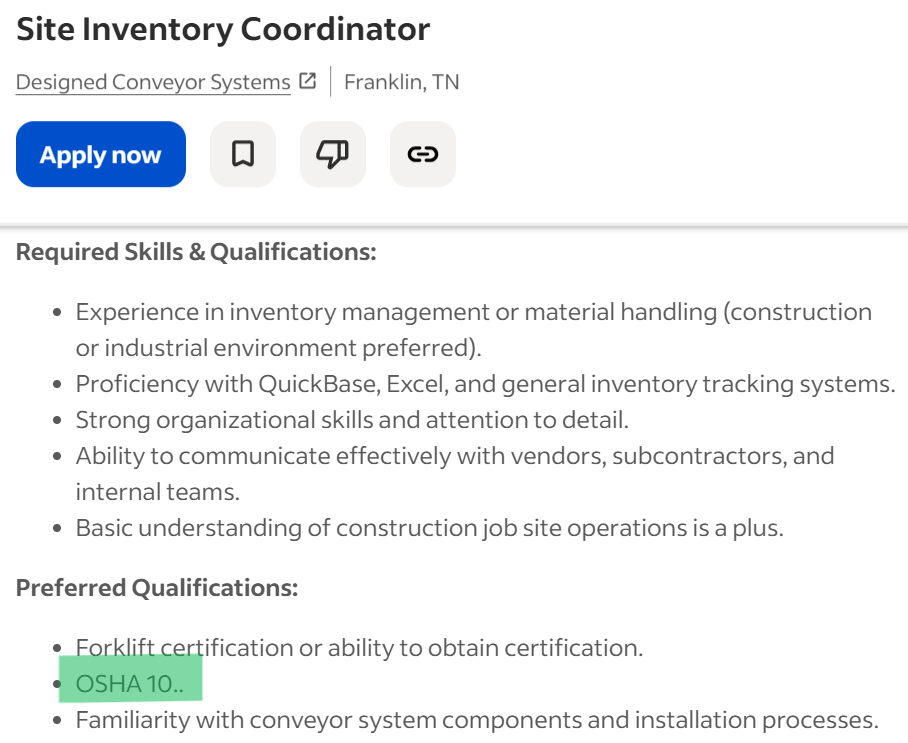 Site Inventory Coordinator
Designed Conveyor Systems Franklin, TN
Apply now
Required Skills & Qualifications:
Experience in inventory management or material handling (construction
or industrial environment preferred).
Proficiency with QuickBase, Excel, and general inventory tracking systems.
Strong organizational skills and attention to detail.
Ability to communicate effectively with vendors, subcontractors, and
internal teams.
Basic understanding of construction job site operations is a plus.
Preferred Qualifications:
Forklift certification or ability to obtain certification.
OSHA 10..
Familiarity with conveyor system components and installation processes.